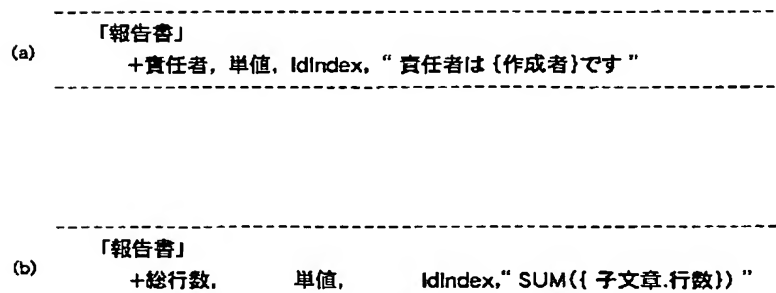 (a)
「報告書」
+責任者, 単値, IdIndex, “ 責任者は {作成者}です ”
(b)
「報告書」
+総行数, 単値, IdIndex,“ SUM({ 子文章.行数}) ”